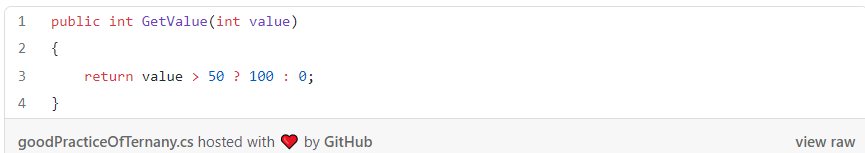 1 public int GetValue(int value)
2 {
3 return value > 50 ? 100 : 0;
4 }
goodPracticeOfTernany.cs hosted with ❤ by GitHub view raw